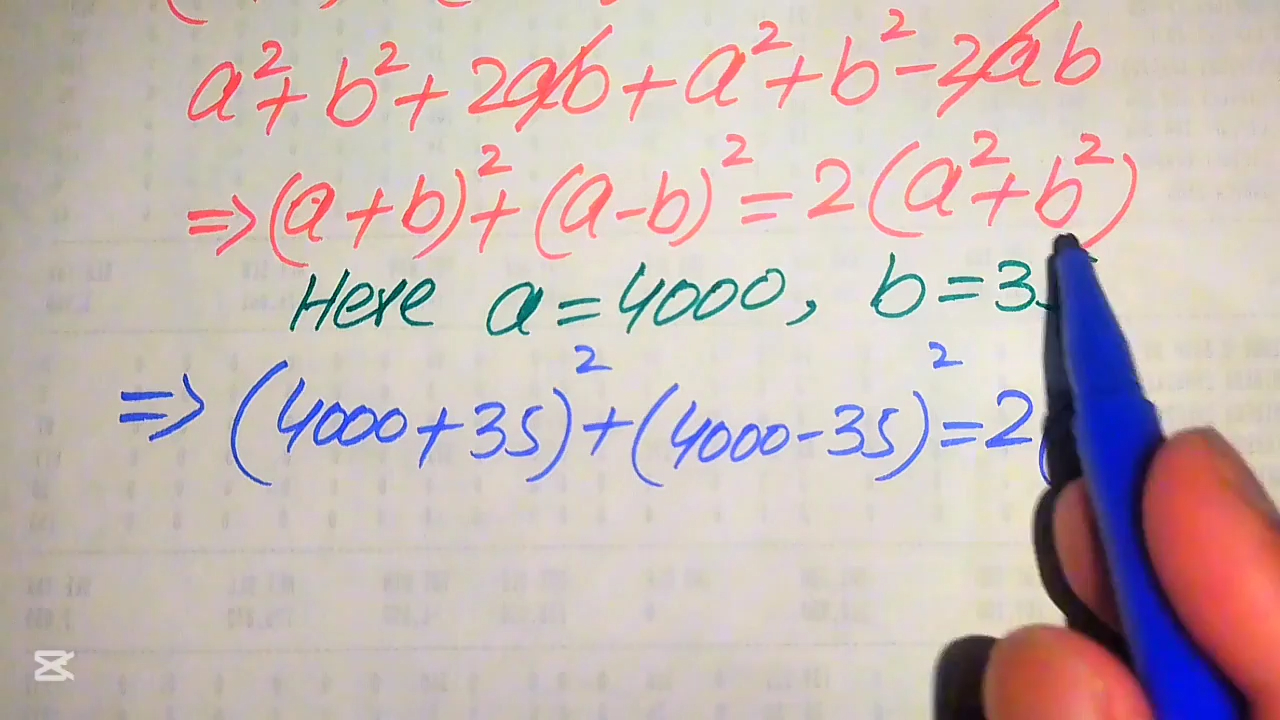 a²+b²+2ab+a²+b²-2ab
=>(a+b)²+(a-b)²=2(a²+b²)
Here a=4000, b=35
=>(4000+35)²+(4000-35)²=2(